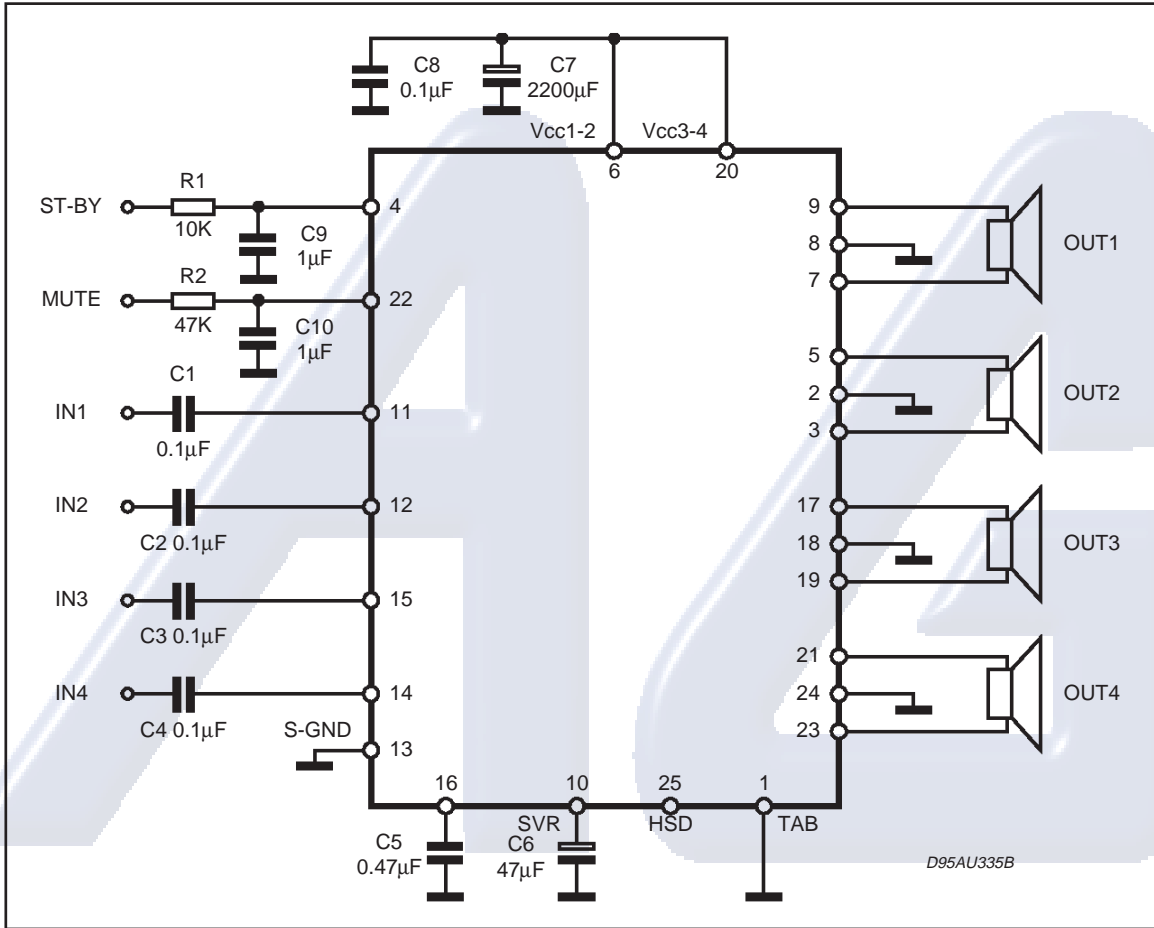 C8
0.1µF
C7
2200µF
Vcc1-2
Vcc3-4
6
20
R1
ST-BY
10K
4
C9
1µF
R2
MUTE
47K
22
C10
1µF
C1
IN1
0.1µF
11
IN2
C2 0.1µF
12
IN3
C3 0.1µF
15
IN4
C4 0.1µF
14
S-GND
13
9
8
7
OUT1
5
2
3
OUT2
17
18
19
OUT3
21
24
23
OUT4
16
10
25
1
SVR
HSD
TAB
C5
0.47µF
C6
47µF
D95AU335B